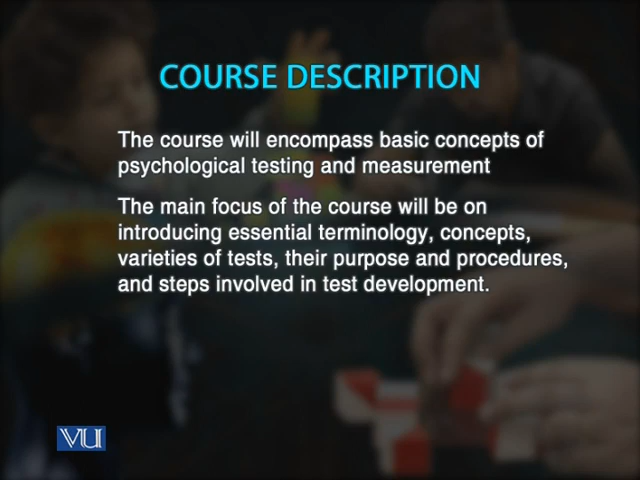 COURSE DESCRIPTION
The course will encompass basic concepts of
psychological testing and measurement
The main focus of the course will be on
introducing essential terminology, concepts,
varieties of tests, their purpose and procedures,
and steps involved in test development.
VU